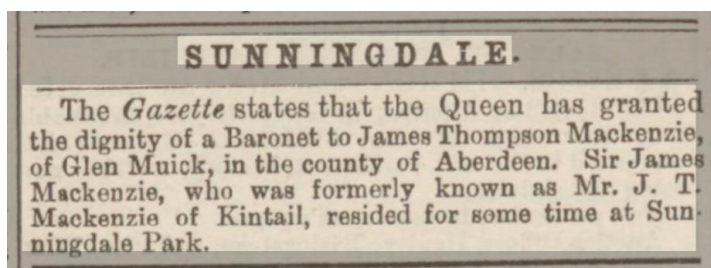 SUNNINGDALE.
The Gazette states that the Queen has granted
the dignity of a Baronet to James Thompson Mackenzie,
of Glen Muick, in the county of Aberdeen. Sir James
Mackenzie, who was formerly known as Mr. J. T.
Mackenzie of Kintail, resided for some time at Sun-
ningdale Park.